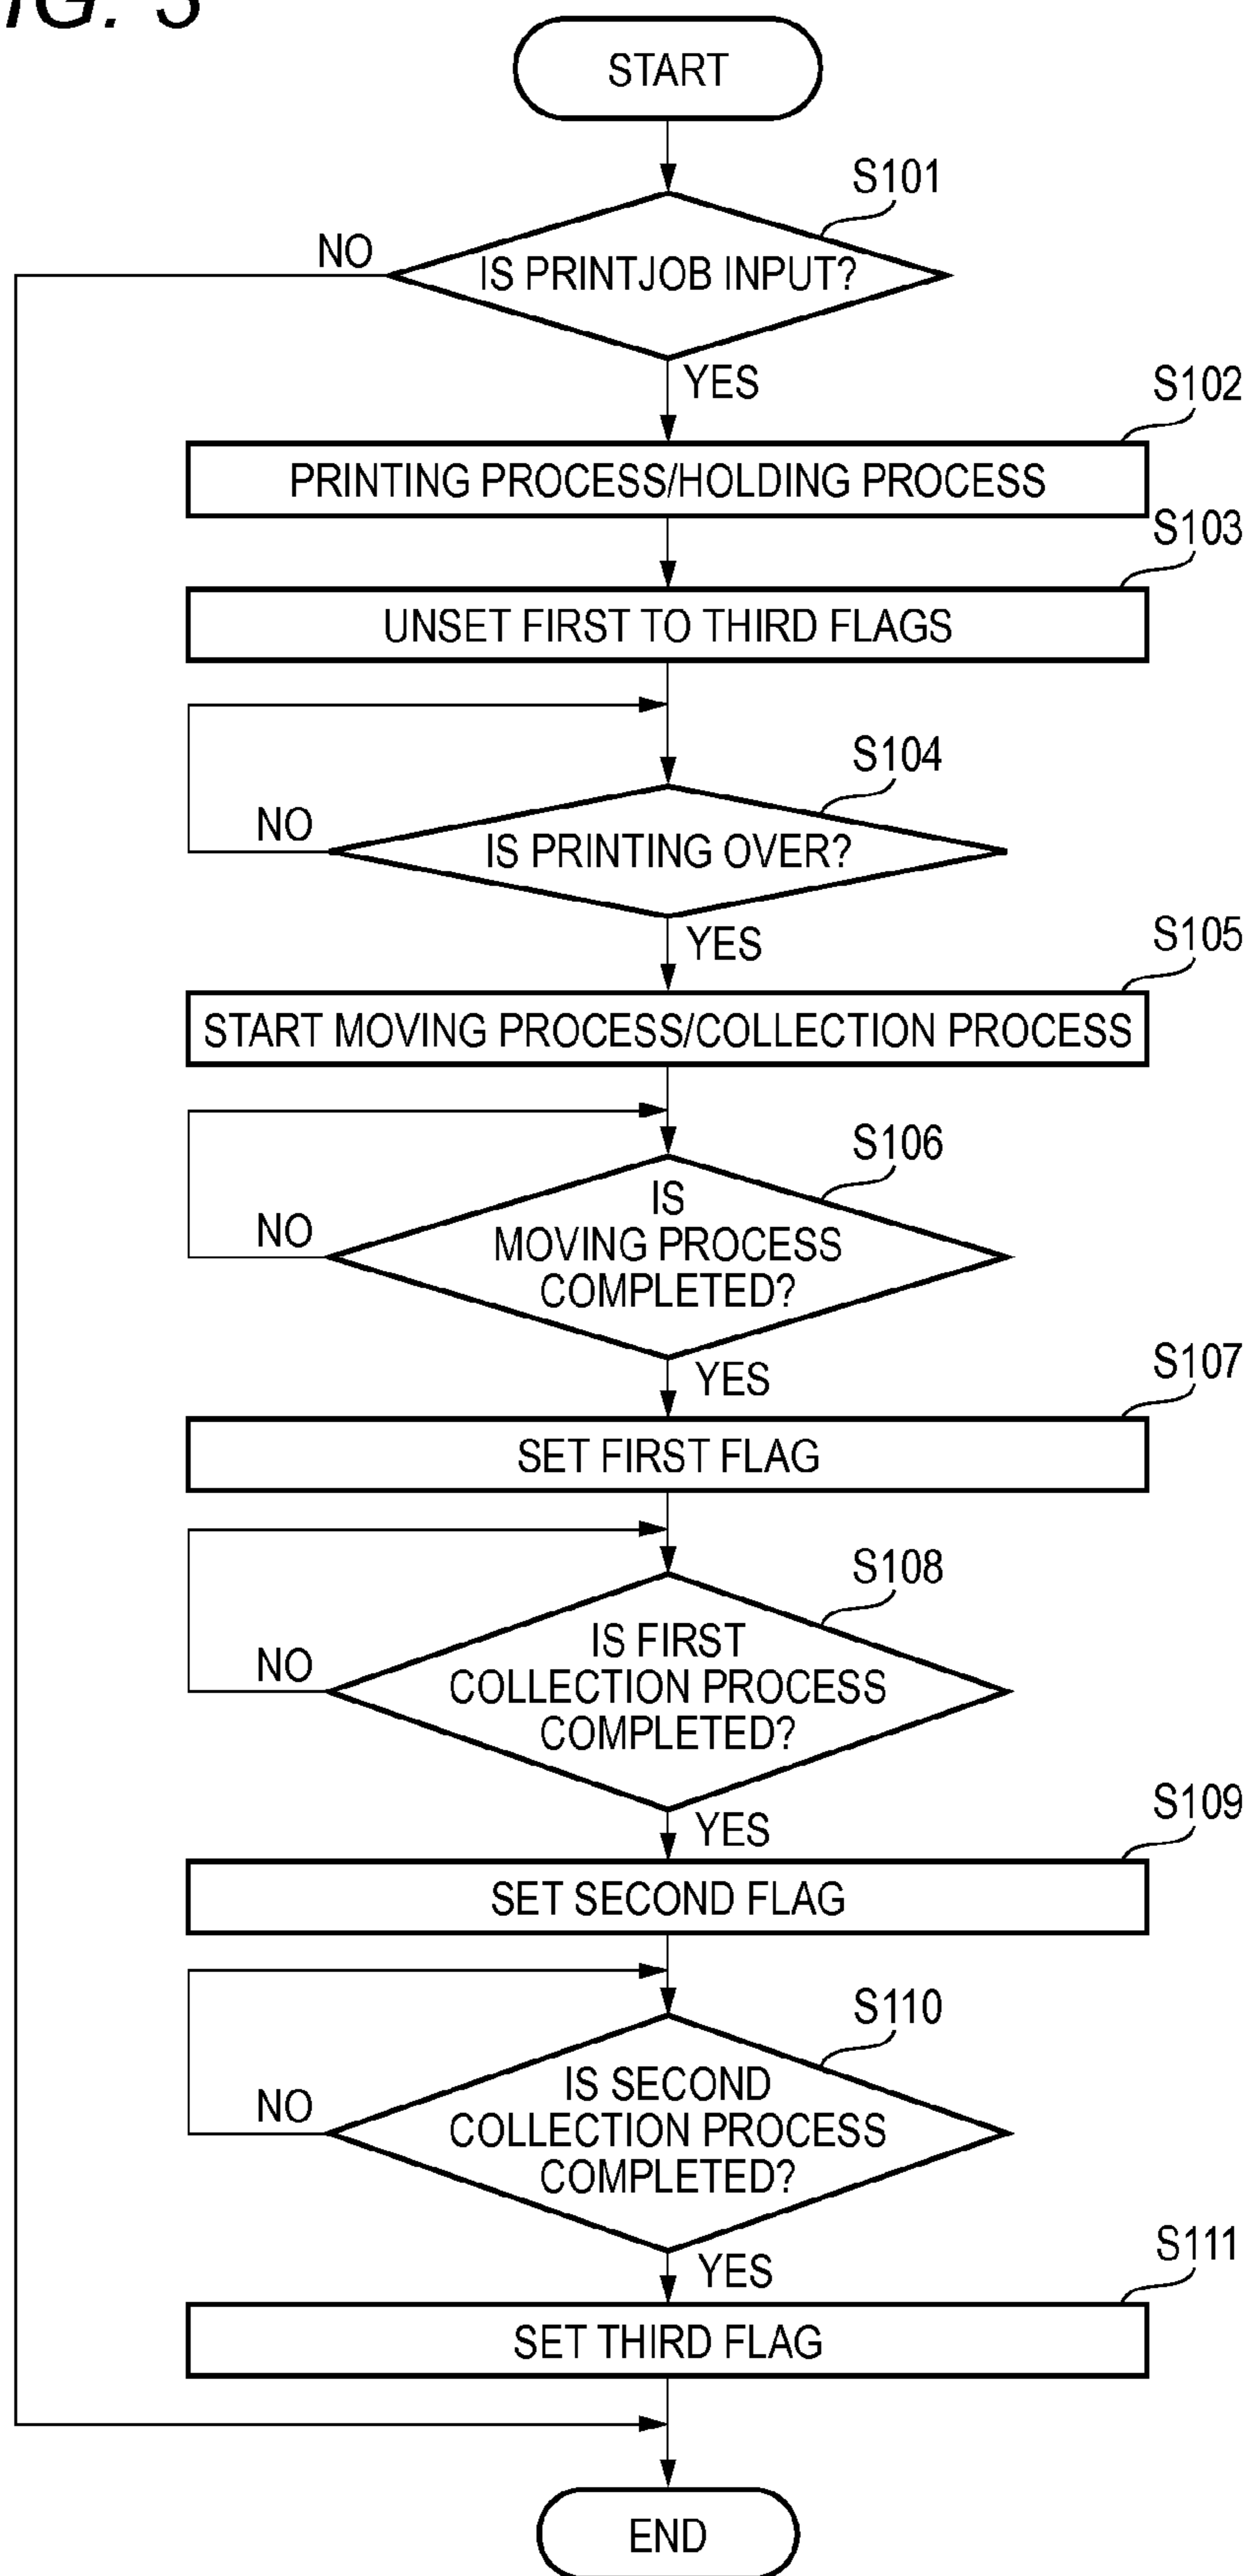 IG. 3
START
S101
NO
IS PRINTJOB INPUT?
YES
S102
PRINTING PROCESS/HOLDING PROCESS
S103
UNSET FIRST TO THIRD FLAGS
S104
NO
IS PRINTING OVER?
YES
S105
START MOVING PROCESS/COLLECTION PROCESS
S106
IS
MOVING PROCESS
COMPLETED?
NO
YES
S107
SET FIRST FLAG
S108
IS FIRST
COLLECTION PROCESS
COMPLETED?
NO
YES
S109
SET SECOND FLAG
S110
IS SECOND
COLLECTION PROCESS
COMPLETED?
NO
YES
S111
SET THIRD FLAG
END